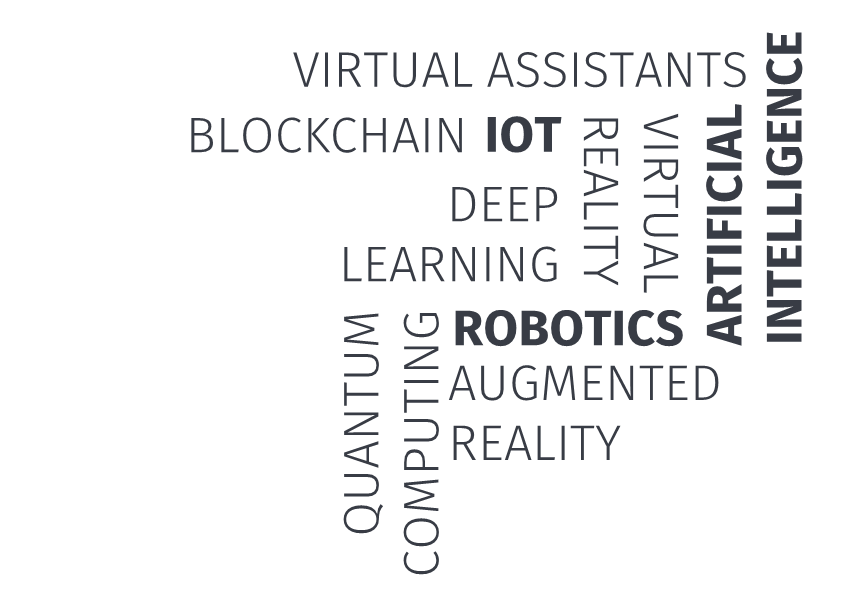 VIRTUAL ASSISTANTS
BLOCKCHAIN IOT
DEEP
LEARNING
VIRTUAL
REALITY
ARTIFICIAL
INTELLIGENCE
QUANTUM
COMPUTING
ROBOTICS
AUGMENTED
REALITY